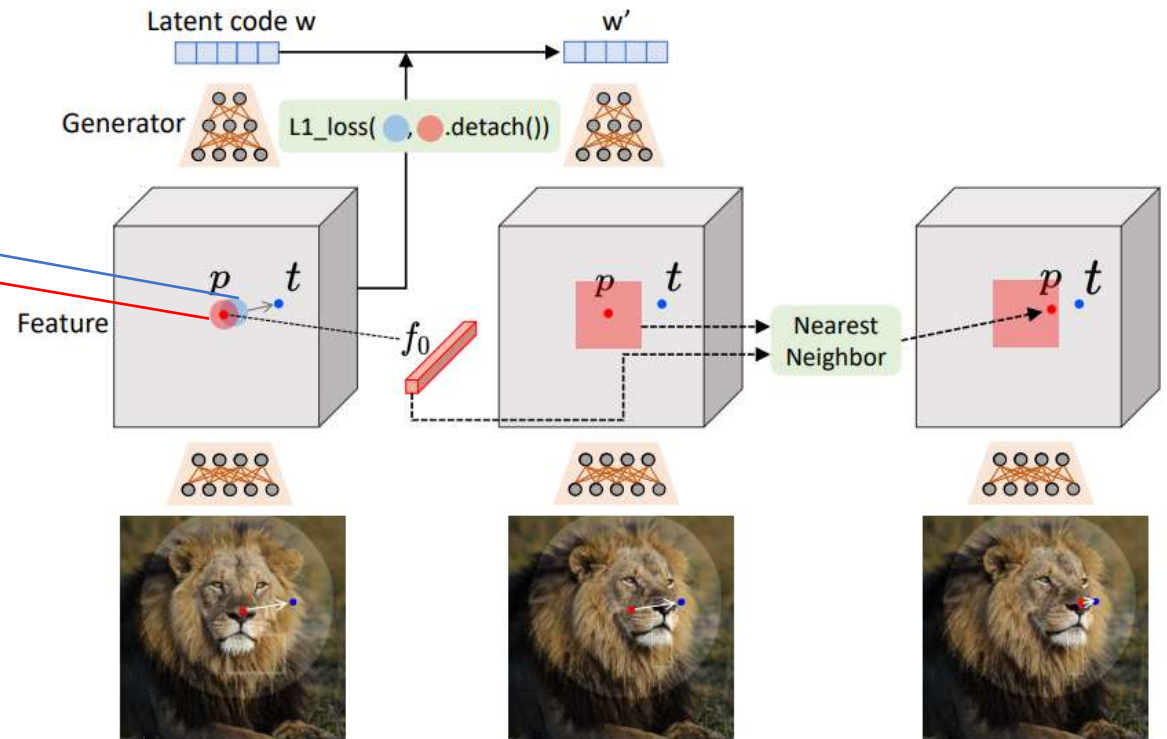 Latent code w
w’
Generator
L1_loss( , .detach())
p
t
Feature
f₀
p
t
Nearest
Neighbor
p
t